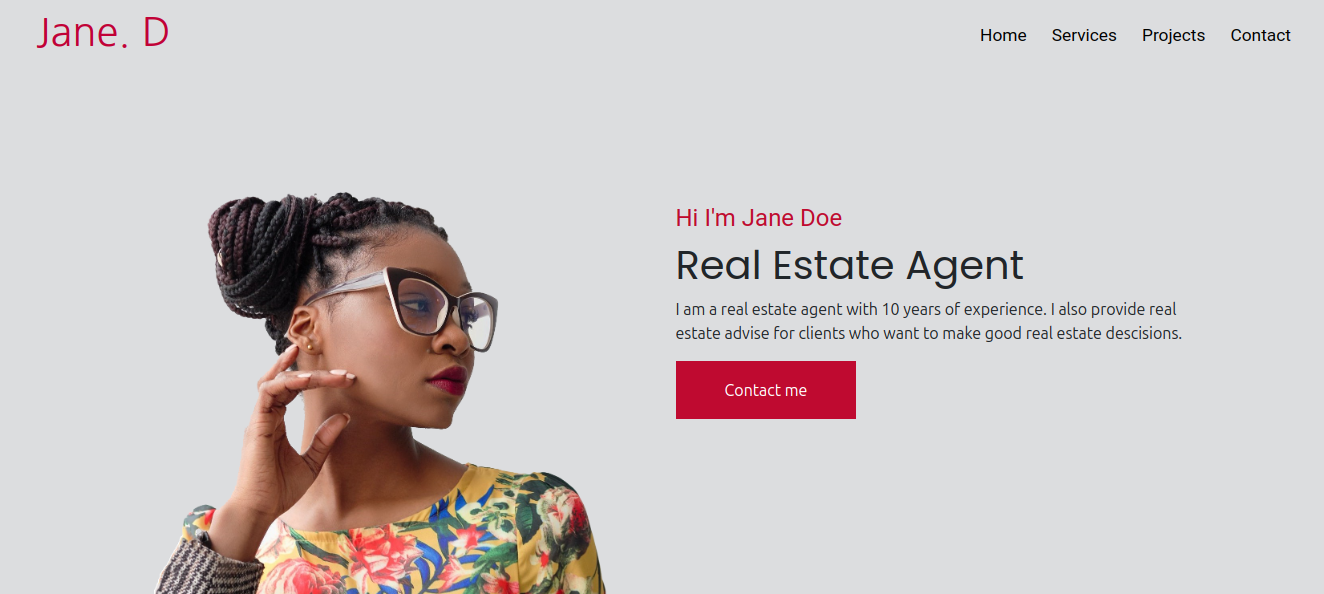 Jane. D
Home Services Projects Contact
Hi I'm Jane Doe
Real Estate Agent
I am a real estate agent with 10 years of experience. I also provide real
estate advise for clients who want to make good real estate descisions.
Contact me